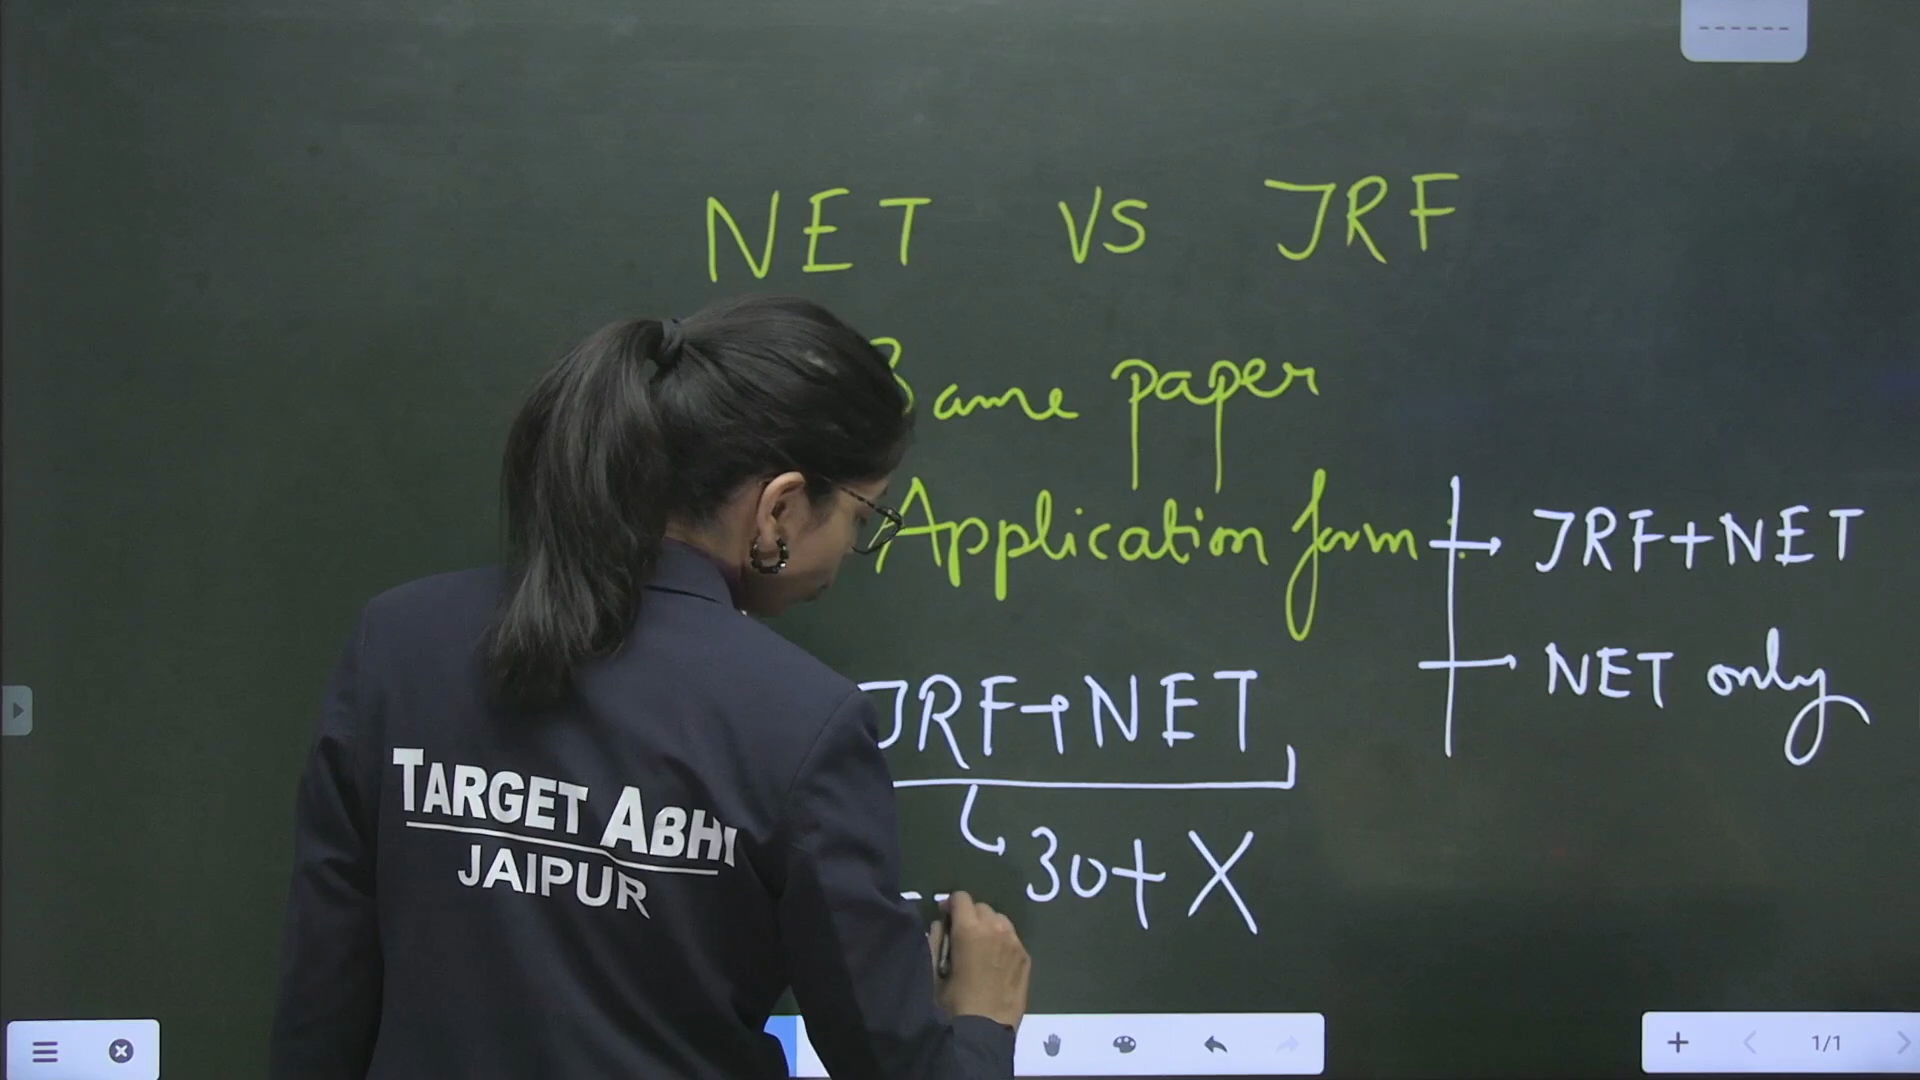 NET VS JRF
Same paper
Application form : JRF+NET
NET only
JRF+NET
30+ X
TARGET ABHI
JAIPUR
1/1